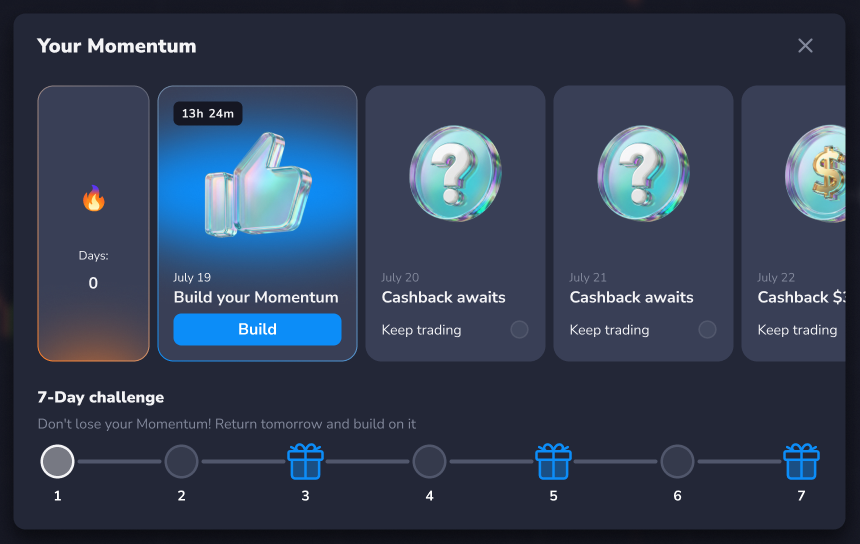 Your Momentum
Days:
0
13h 24m
July 19
Build your Momentum
Build
July 20
Cashback awaits
Keep trading
July 21
Cashback awaits
Keep trading
July 22
Cashback
Keep trading
7-Day challenge
Don't lose your Momentum! Return tomorrow and build on it
1 2 3 4 5 6 7